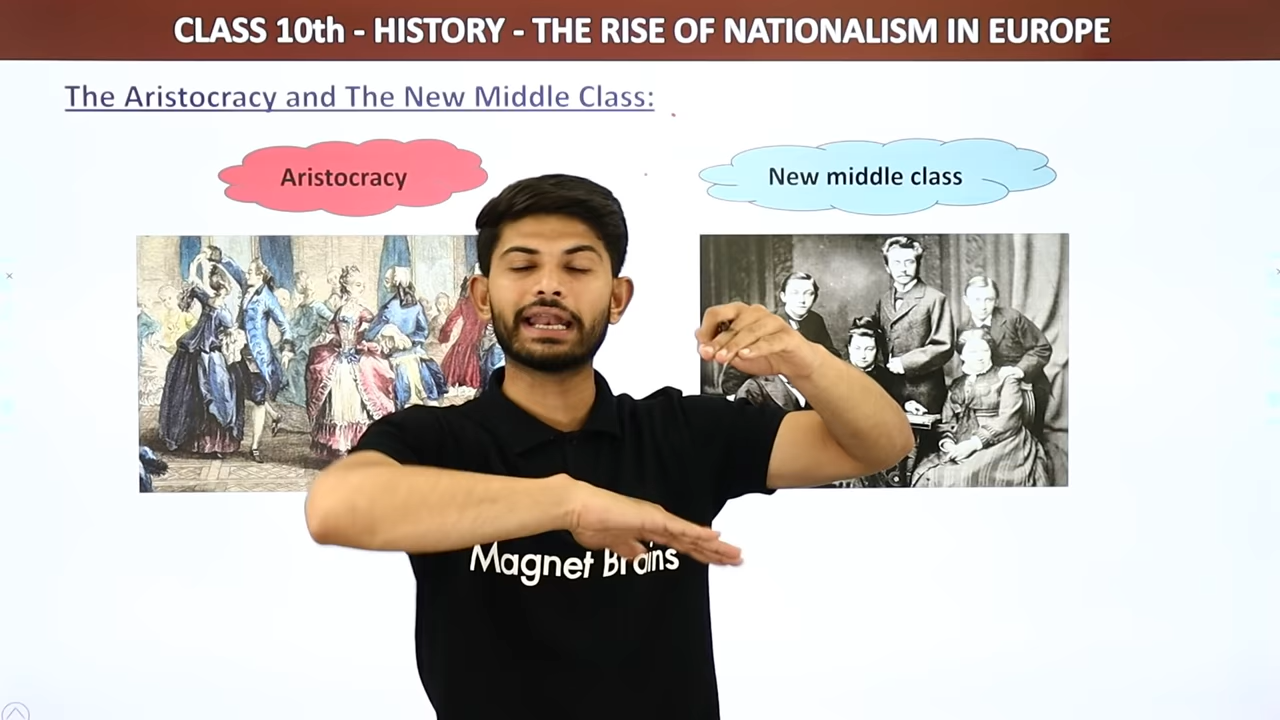 CLASS 10th - HISTORY - THE RISE OF NATIONALISM IN EUROPE
The Aristocracy and The New Middle Class:
Aristocracy
New middle class
Magnet Brains